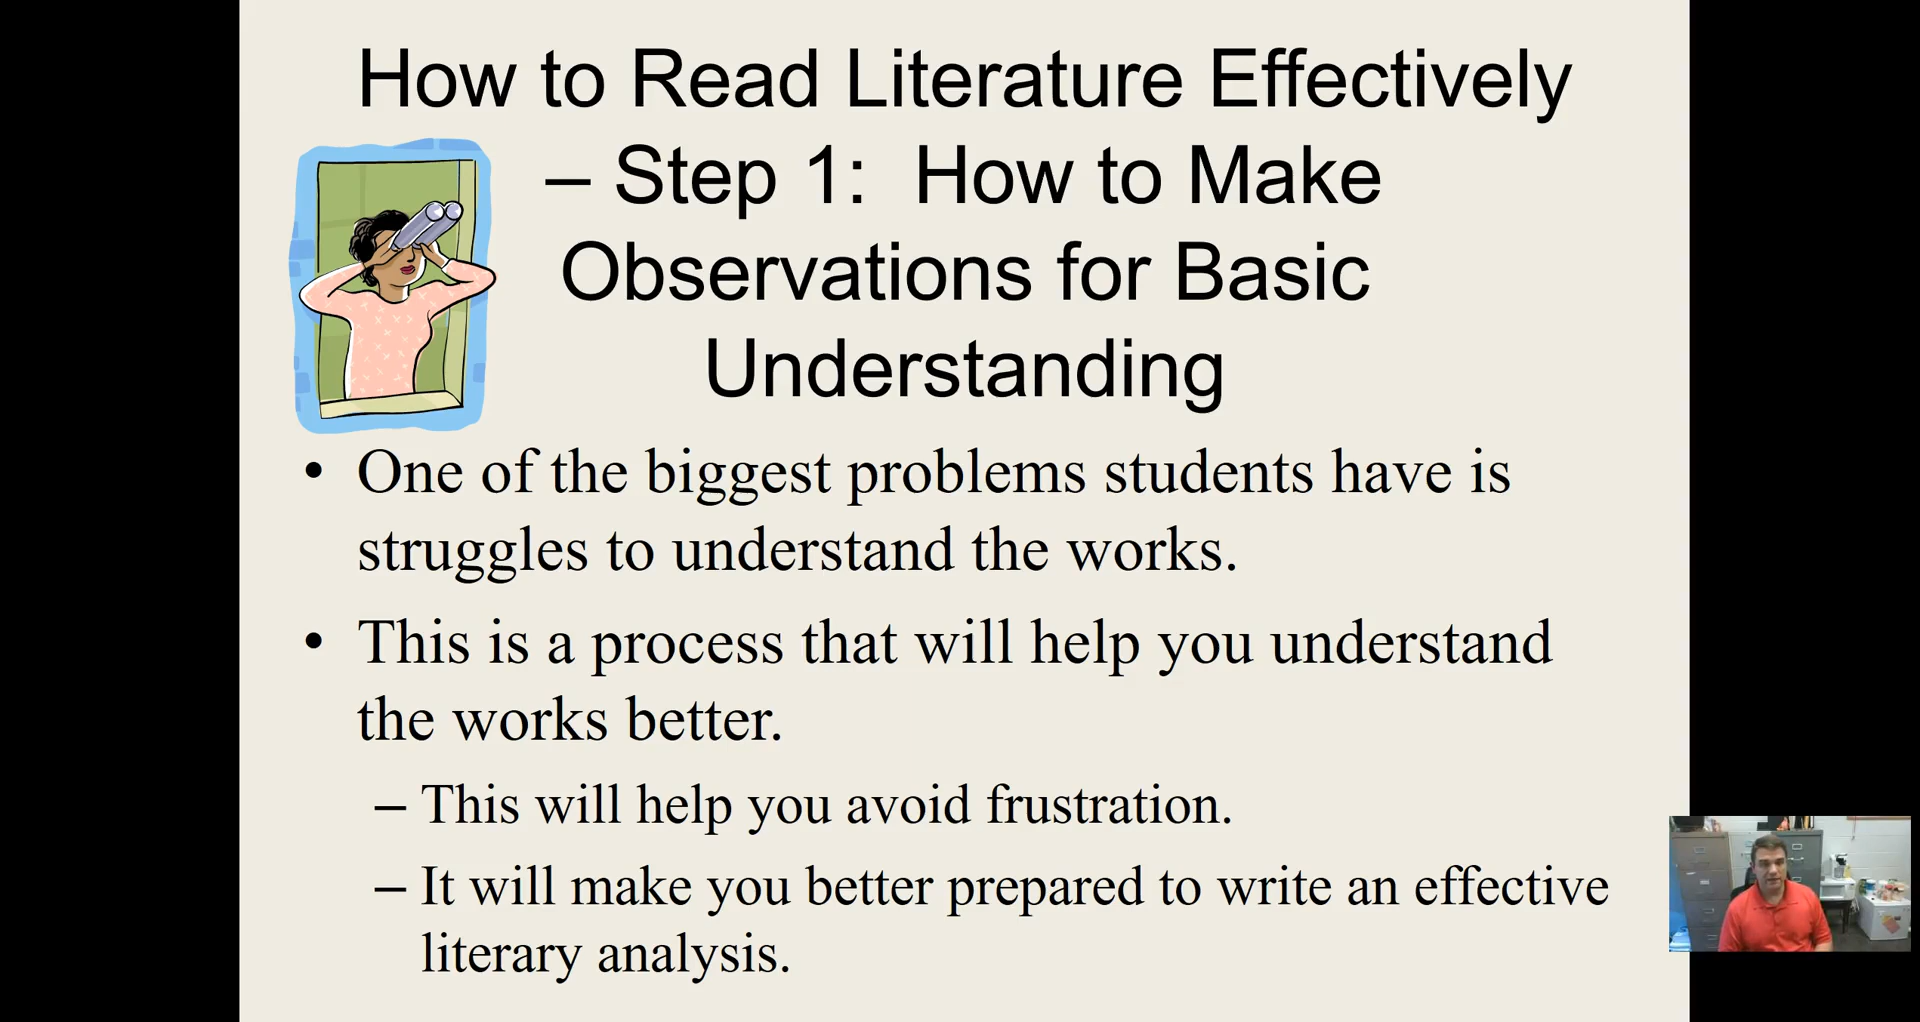 How to Read Literature Effectively
– Step 1:  How to Make
Observations for Basic
Understanding
• One of the biggest problems students have is
struggles to understand the works.
• This is a process that will help you understand
the works better.
– This will help you avoid frustration.
– It will make you better prepared to write an effective
literary analysis.